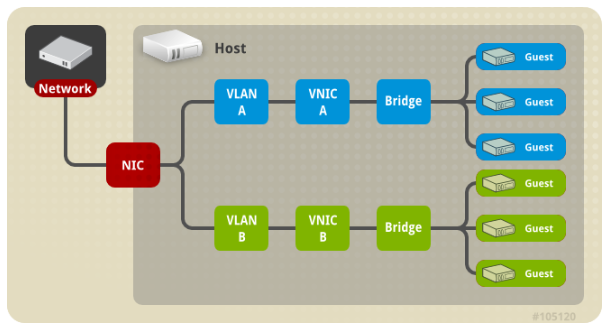 Host
Network
NIC
VLAN
A
VNIC
A
Bridge
Guest
Guest
Guest
VLAN
B
VNIC
B
Bridge
Guest
Guest
Guest
#105120